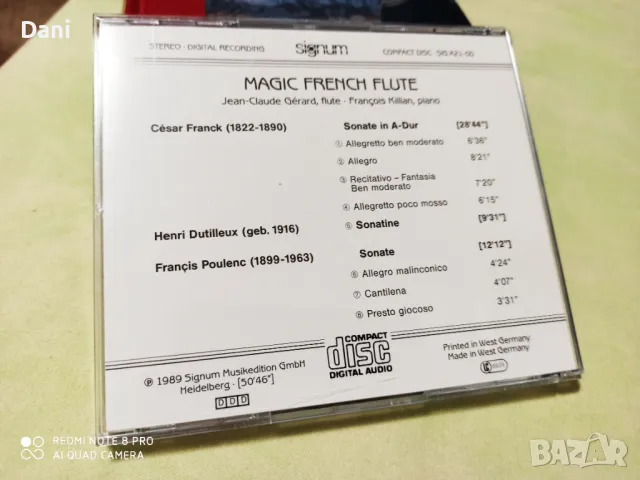 Dani
STEREO · DIGITAL RECORDING signum COMPACT DISC SIG X21-00
MAGIC FRENCH FLUTE
Jean-Claude Gérard, flute · François Killian, piano
César Franck (1822-1890) Sonate in A-Dur [28'44"]
① Allegretto ben moderato 6'36"
② Allegro 8'21"
③ Recitativo – Fantasia
Ben moderato 7'20"
④ Allegretto poco mosso 6'15"
Henri Dutilleux (geb. 1916) ⑤ Sonatine [9'31"]
Françis Poulenc (1899-1963) Sonate [12'12"]
⑥ Allegro malinconico 4'24"
⑦ Cantilena 4'07"
⑧ Presto giocoso 3'31"
℗ 1989 Signum Musikedition GmbH
Heidelberg · [50'46"]
DDD
COMPACT
disc
DIGITAL AUDIO
Printed in West Germany
Made in West Germany
LC
REDMI NOTE 8 PRO
AI QUAD CAMERA
BAZAR